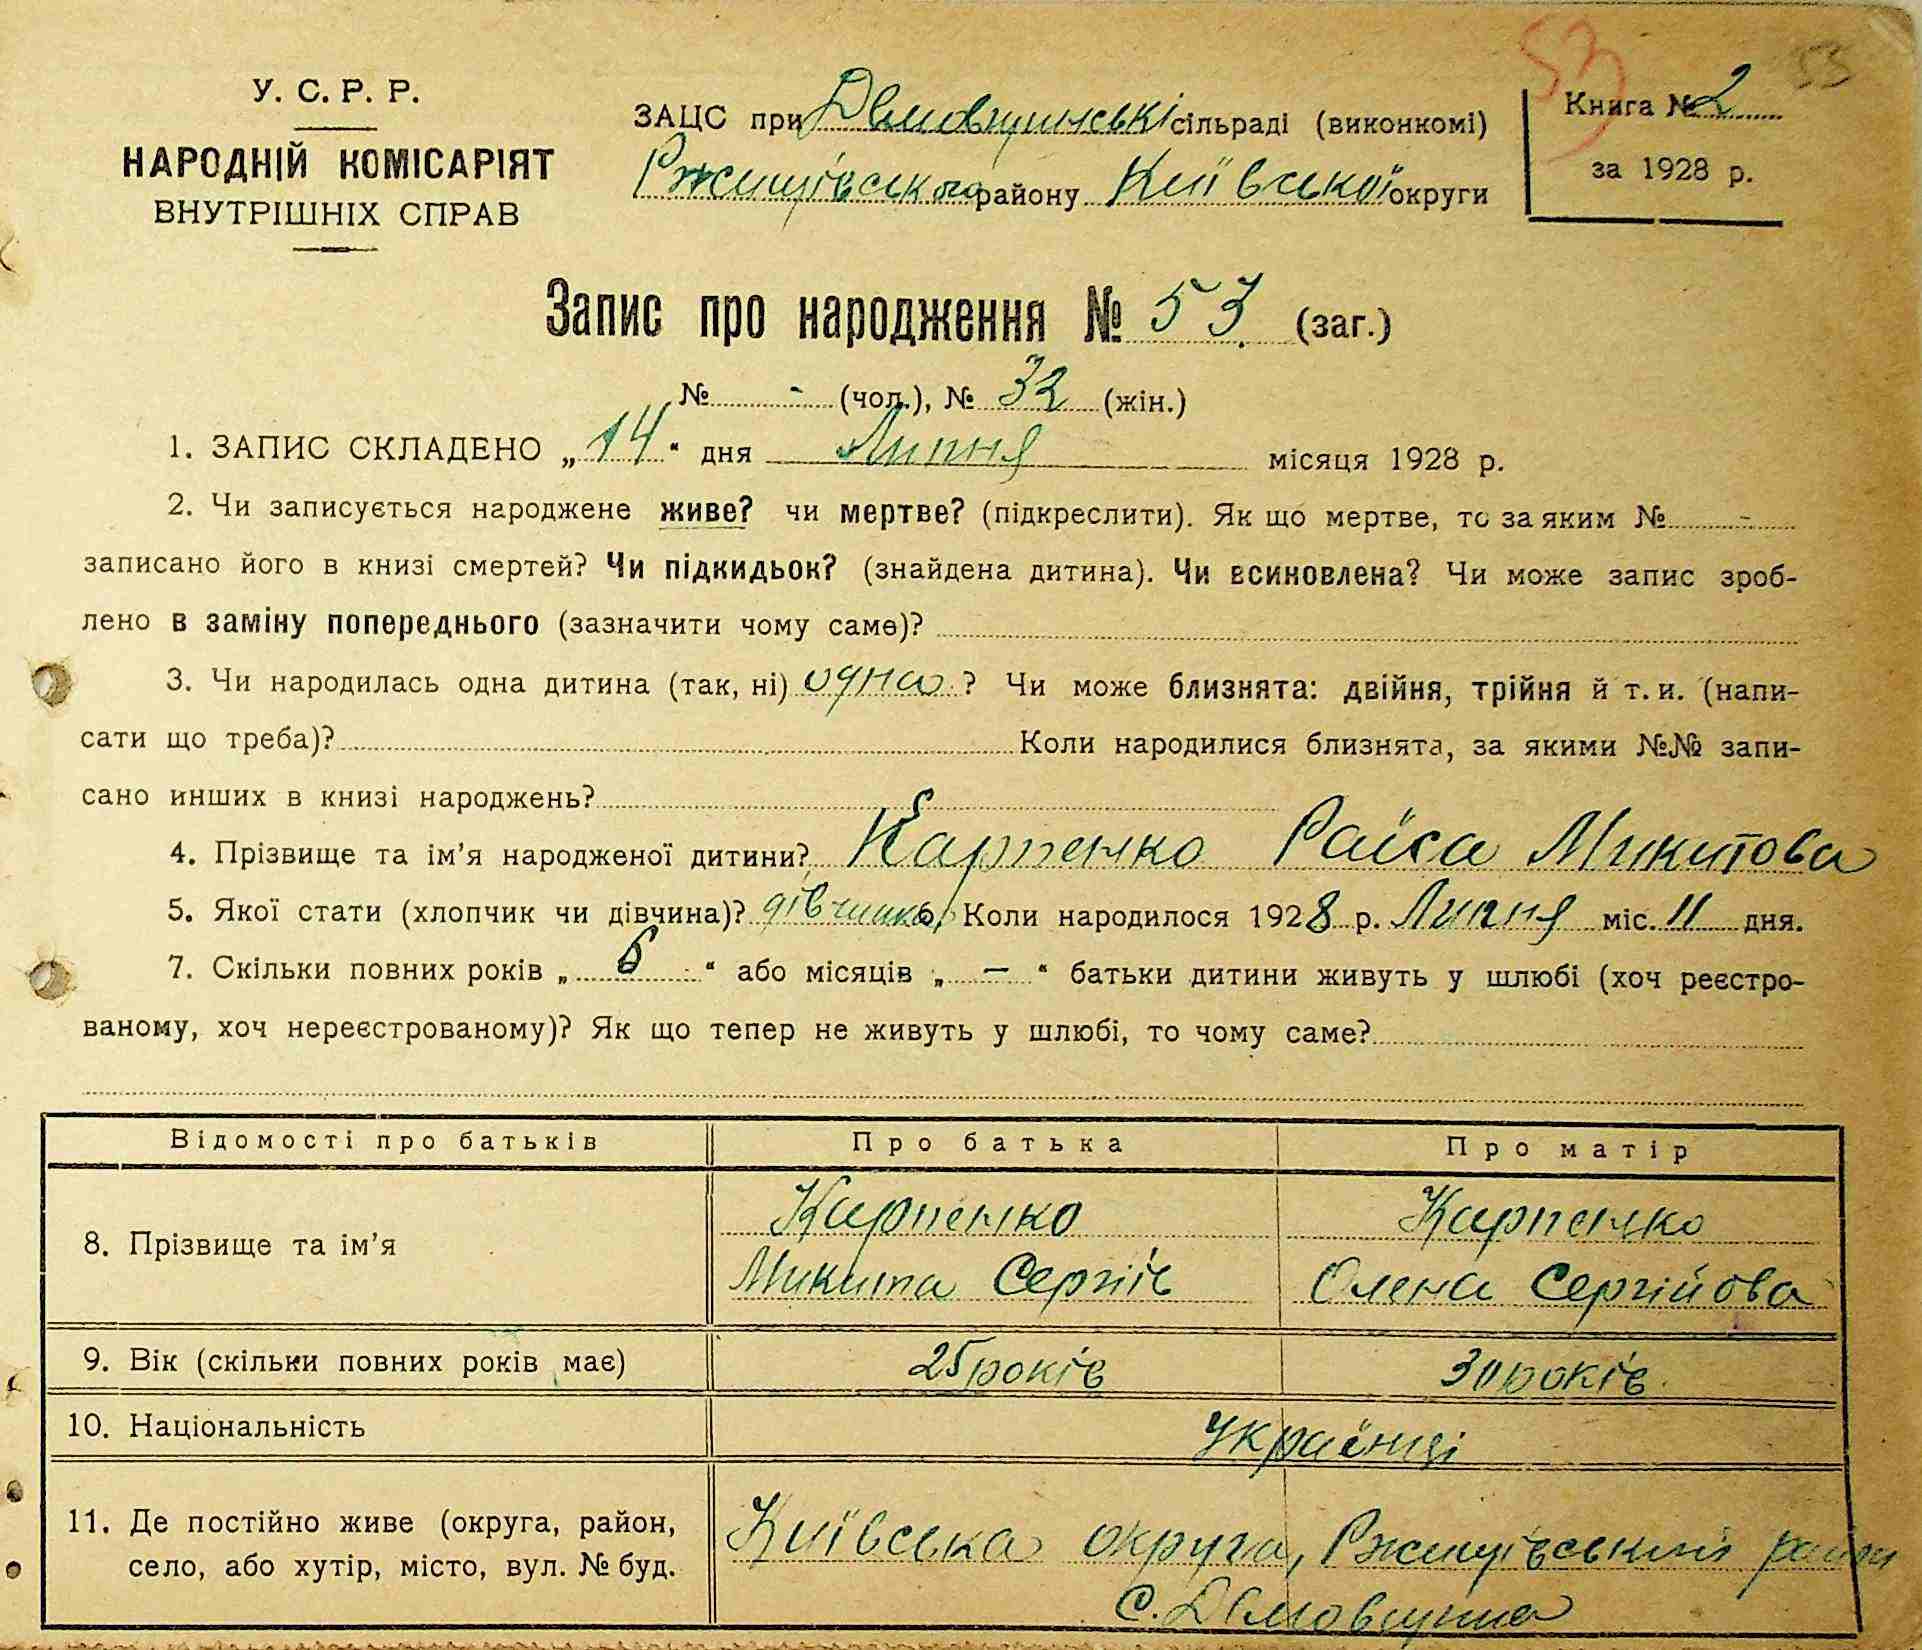 53 53
У. С. Р. Р.
НАРОДНІЙ КОМІСАРІЯТ
ВНУТРІШНІХ СПРАВ
ЗАЦС при Демовщинські сільраді (виконкомі)
Ржищівського району Київської округи
Книга № 2
за 1928 р.
Запис про народження № 53. (заг.)
№ - (чол.), № 32 (жін.)
1. ЗАПИС СКЛАДЕНО „14“ дня Липня місяця 1928 р.
2. Чи записується народжене живе? чи мертве? (підкреслити). Як що мертве, то за яким № -
записано його в книзі смертей? Чи підкидьок? (знайдена дитина). Чи всиновлена? Чи може запис зроб-
лено в заміну попереднього (зазначити чому саме)?
3. Чи народилась одна дитина (так, ні) одна ? Чи може близнята: двійня, трійня й т. и. (напи-
сати що треба)? Коли народилися близнята, за якими №№ запи-
сано инших в книзі народжень?
4. Прізвище та ім’я народженої дитини? Карпенко Раїса Микитова
5. Якої стати (хлопчик чи дівчина)? дівчинка 6. Коли народилося 1928 р. Липня міс. 11 дня.
7. Скільки повних років „ 6 “ або місяців „ — “ батьки дитини живуть у шлюбі (хоч реєстро-
ваному, хоч нереєстрованому)? Як що тепер не живуть у шлюбі, то чому саме?
Відомості про батьків Про батька Про матір
8. Прізвище та ім’я
Карпенко
Микита Сергіїв
Карпенко
Олена Сергійова
9. Вік (скільки повних років має) 25 років 30 років
10. Національність Українці
11. Де постійно живе (округа, район,
село, або хутір, місто, вул. № буд.
Київська округа, Ржищівський район
с. Демовщина